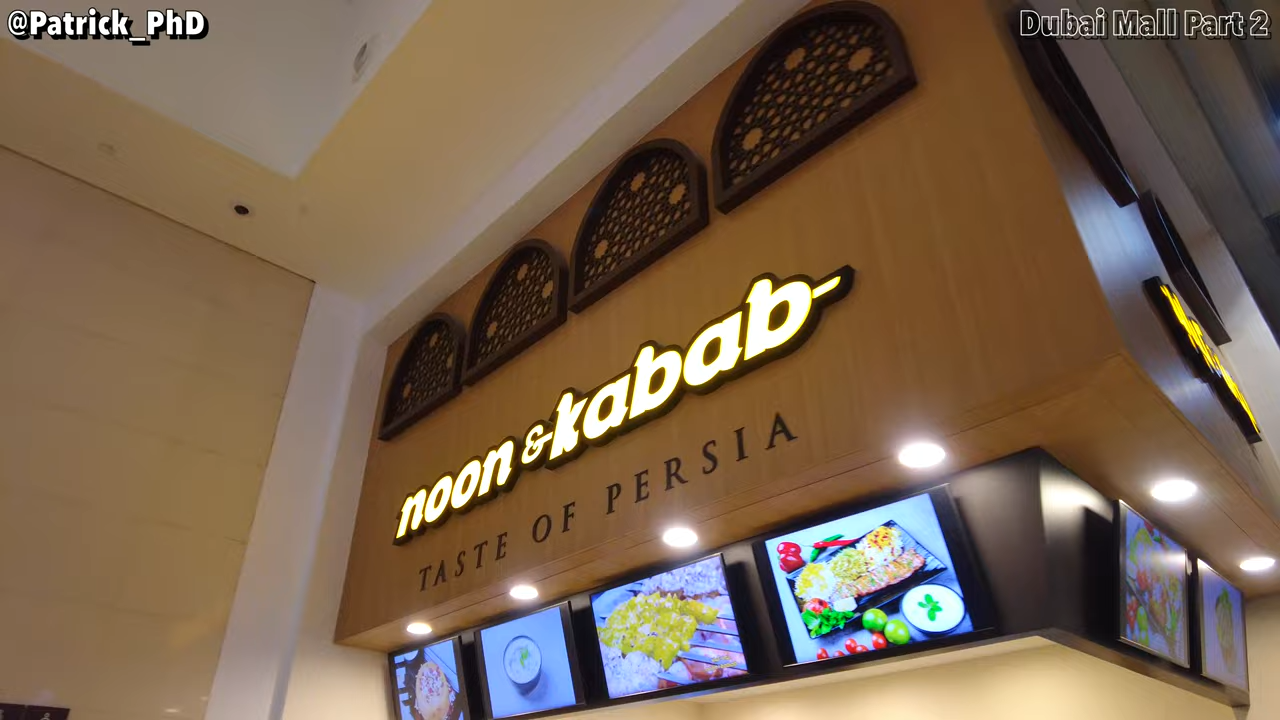 @Patrick_PhD
Dubai Mall Part 2
noon & kabab
TASTE OF PERSIA